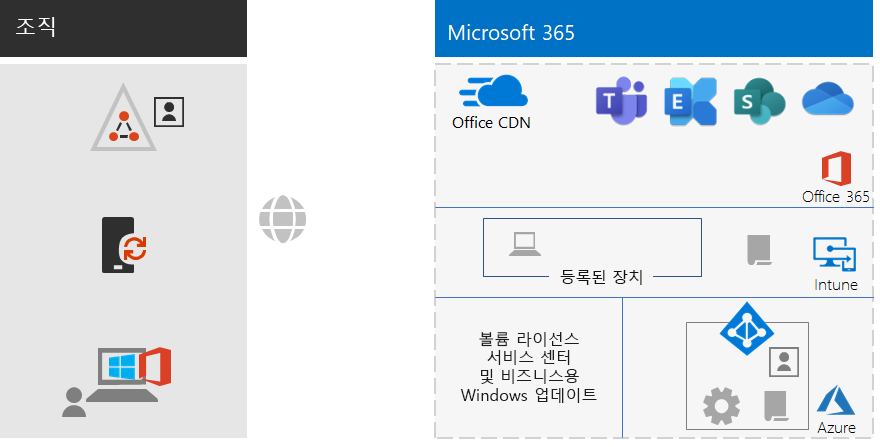 조직
Microsoft 365
Office CDN
Office 365
등록된 장치
Intune
볼륨 라이선스
서비스 센터
및 비즈니스용
Windows 업데이트
Azure